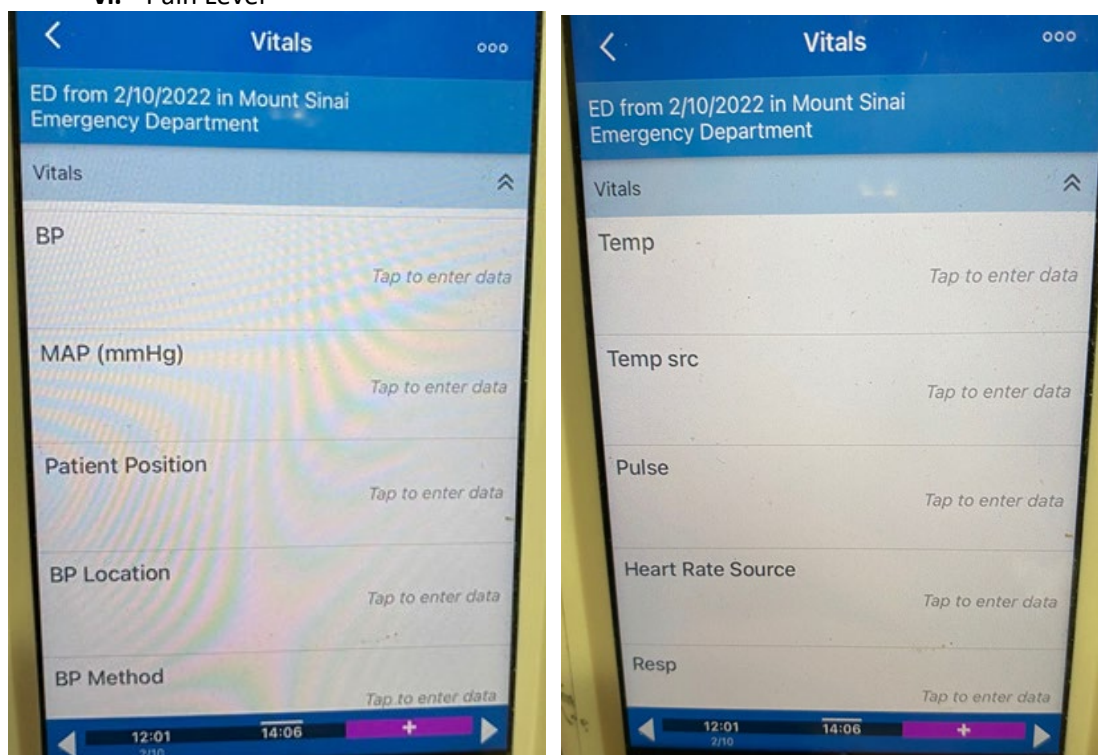 vi. Pain Level
Vitals
ooo
ED from 2/10/2022 in Mount Sinai
Emergency Department
Vitals
BP
Tap to enter data
MAP (mmHg)
Tap to enter data
Patient Position
Tap to enter data
BP Location
Tap to enter data
BP Method
Tap to enter data
12:01
14:06
+
2/10
Vitals
ooo
ED from 2/10/2022 in Mount Sinai
Emergency Department
Vitals
Temp
Tap to enter data
Temp src
Tap to enter data
Pulse
Tap to enter data
Heart Rate Source
Tap to enter data
Resp
Tap to enter data
12:01
14:06
+
2/10